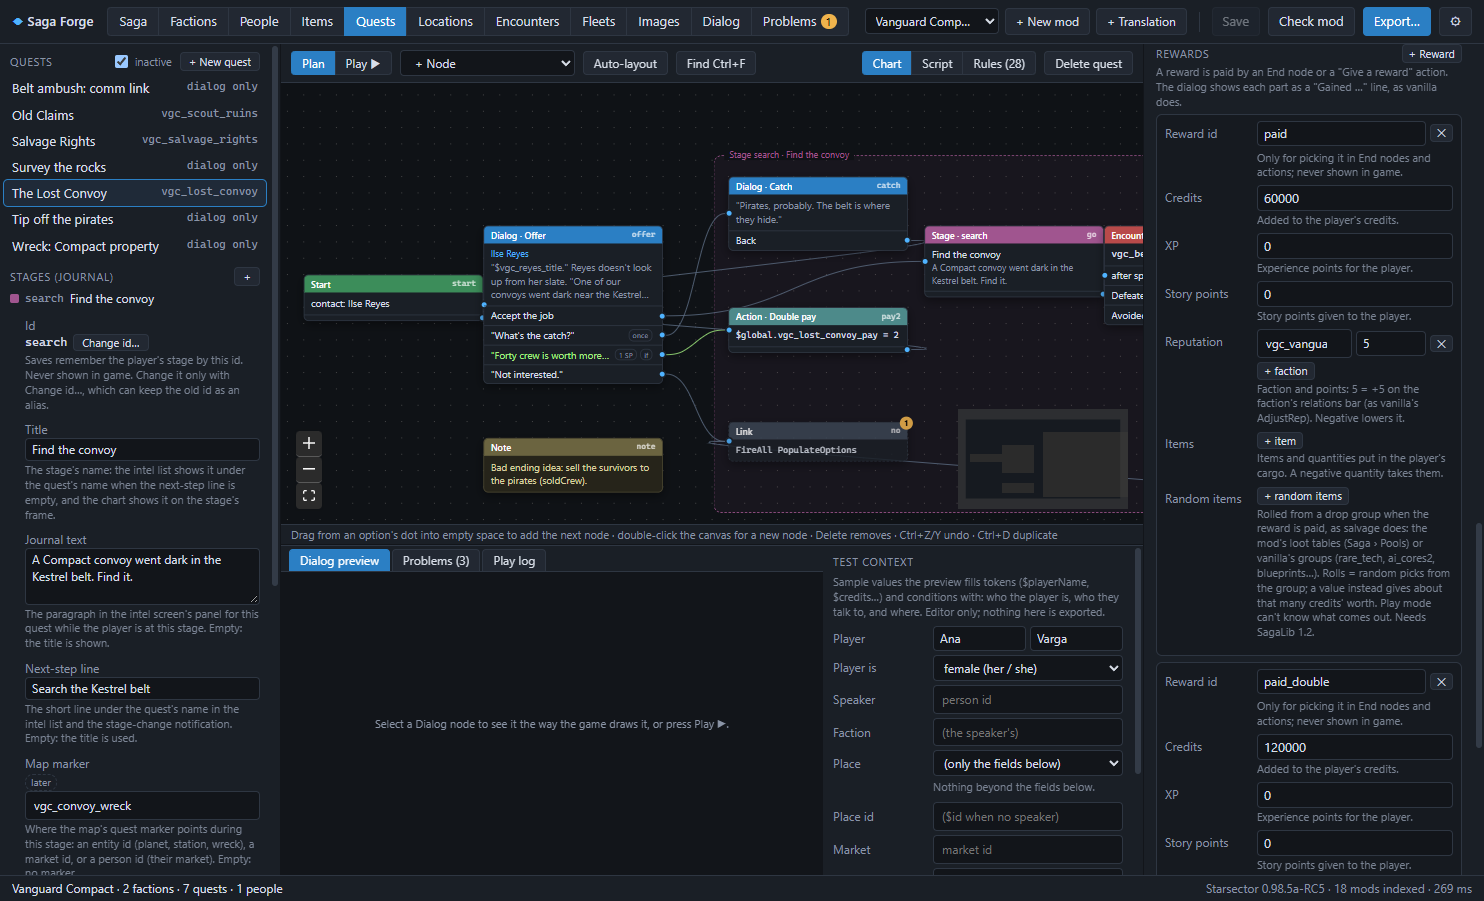 Saga Forge
Saga
Factions
People
Items
Quests
Locations
Encounters
Fleets
Images
Dialog
Problems 1
Vanguard Comp...
+ New mod
+ Translation
Save
Check mod
Export...
QUESTS
inactive
+ New quest
Belt ambush: comm link dialog only
Old Claims vgc_scout_ruins
Salvage Rights vgc_salvage_rights
Survey the rocks dialog only
The Lost Convoy vgc_lost_convoy
Tip off the pirates dialog only
Wreck: Compact property dialog only
STAGES (JOURNAL)
+
search Find the convoy
Id
search Change id...
Saves remember the player's stage by this id.
Never shown in game. Change it only with
Change id..., which can keep the old id as an
alias.
Title
Find the convoy
The stage's name: the intel list shows it under
the quest's name when the next-step line is
empty, and the chart shows it on the stage's
frame.
Journal text
A Compact convoy went dark in the
Kestrel belt. Find it.
The paragraph in the intel screen's panel for this
quest while the player is at this stage. Empty:
the title is shown.
Next-step line
Search the Kestrel belt
The short line under the quest's name in the
intel list and the stage-change notification.
Empty: the title is used.
Map marker
later
vgc_convoy_wreck
Where the map's quest marker points during
this stage: an entity id (planet, station, wreck), a
market id, or a person id (their market). Empty:
no marker
Plan
Play ▶
+ Node
Auto-layout
Find Ctrl+F
Chart
Script
Rules (28)
Delete quest
Stage search · Find the convoy
Start start
contact: Ilse Reyes
Dialog · Offer offer
Ilse Reyes
"$vgc_reyes_title." Reyes doesn't look
up from her slate. "One of our
convoys went dark near the Kestrel...
Accept the job
"What's the catch?" once
"Forty crew is worth more... 1 SP if
"Not interested."
Note note
Bad ending idea: sell the survivors to
the pirates (soldCrew).
Dialog · Catch catch
"Pirates, probably. The belt is where
they hide."
Back
Action · Double pay pay2
$global.vgc_lost_convoy_pay = 2
Link no
1
FireAll PopulateOptions
Stage · search go
Find the convoy
A Compact convoy went dark in the
Kestrel belt. Find it.
Encount
vgc_be
after sp
Defeate
Avoided
Drag from an option's dot into empty space to add the next node · double-click the canvas for a new node · Delete removes · Ctrl+Z/Y undo · Ctrl+D duplicate
Dialog preview
Problems (3)
Play log
Select a Dialog node to see it the way the game draws it, or press Play ▶.
TEST CONTEXT
Sample values the preview fills tokens ($playerName,
$credits...) and conditions with: who the player is, who they
talk to, and where. Editor only; nothing here is exported.
Player Ana Varga
Player is female (her / she)
Speaker person id
Faction (the speaker's)
Place (only the fields below)
Nothing beyond the fields below.
Place id ($id when no speaker)
Market market id
REWARDS
+ Reward
A reward is paid by an End node or a "Give a reward" action.
The dialog shows each part as a "Gained ..." line, as vanilla
does.
Reward id paid
Only for picking it in End nodes and
actions; never shown in game.
Credits 60000
Added to the player's credits.
XP 0
Experience points for the player.
Story points 0
Story points given to the player.
Reputation vgc_vangua 5
+ faction
Faction and points: 5 = +5 on the
faction's relations bar (as vanilla's
AdjustRep). Negative lowers it.
Items + item
Items and quantities put in the player's
cargo. A negative quantity takes them.
Random items + random items
Rolled from a drop group when the
reward is paid, as salvage does: the
mod's loot tables (Saga › Pools) or
vanilla's groups (rare_tech, ai_cores2,
blueprints...). Rolls = random picks from
the group; a value instead gives about
that many credits' worth. Play mode
can't know what comes out. Needs
SagaLib 1.2.
Reward id paid_double
Only for picking it in End nodes and
actions; never shown in game.
Credits 120000
Added to the player's credits.
XP 0
Experience points for the player.
Story points 0
Story points given to the player.
Vanguard Compact · 2 factions · 7 quests · 1 people
Starsector 0.98.5a-RC5 · 18 mods indexed · 269 ms